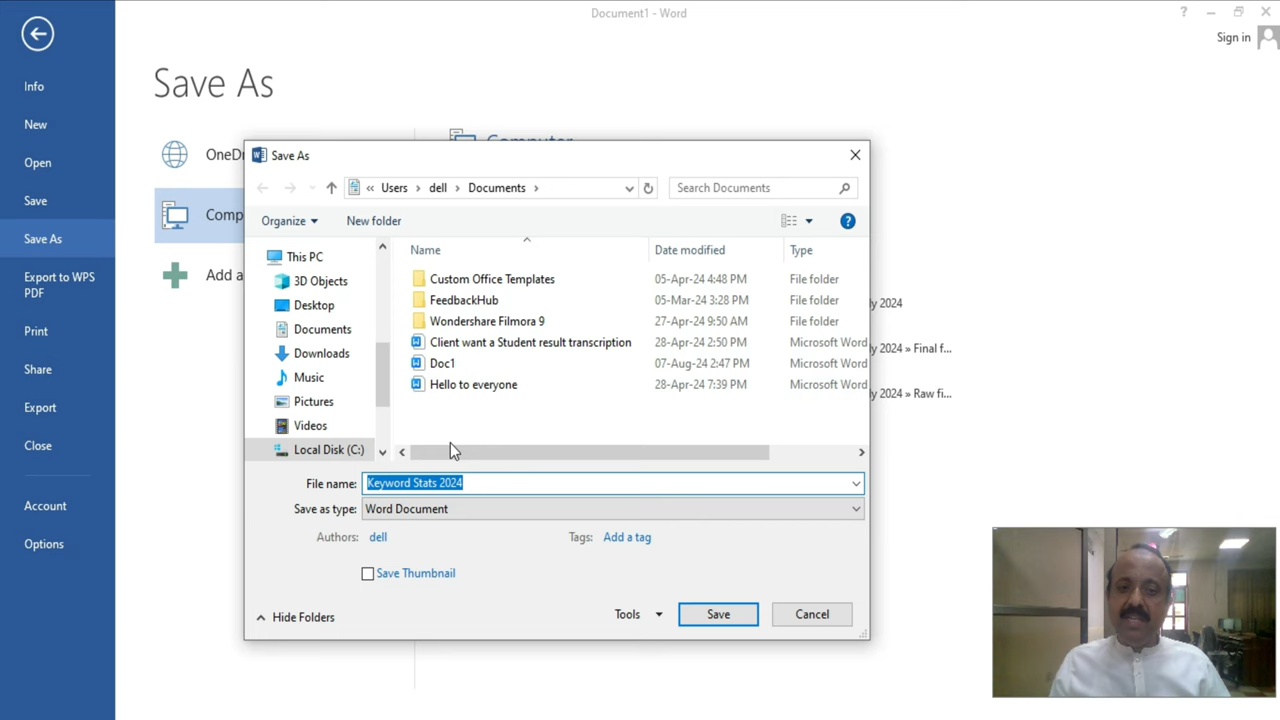 Document1 - Word
?
Sign in
Info
New
Open
Save
Save As
Export to WPS
PDF
Print
Share
Export
Close
Account
Options
Save As
Computer
Save As
« Users › dell › Documents ›
Search Documents
Organize
New folder
?
This PC
3D Objects
Desktop
Documents
Downloads
Music
Pictures
Videos
Local Disk (C:)
Name Date modified Type
Custom Office Templates 05-Apr-24 4:48 PM File folder
FeedbackHub 05-Mar-24 3:28 PM File folder
Wondershare Filmora 9 27-Apr-24 9:50 AM File folder
Client want a Student result transcription 28-Apr-24 2:50 PM Microsoft Word
Doc1 07-Aug-24 2:47 PM Microsoft Word
Hello to everyone 28-Apr-24 7:39 PM Microsoft Word
File name: Keyword Stats 2024
Save as type: Word Document
Authors: dell Tags: Add a tag
Save Thumbnail
Hide Folders
Tools Save Cancel
2024
2024 » Final f...
2024 » Raw fi...